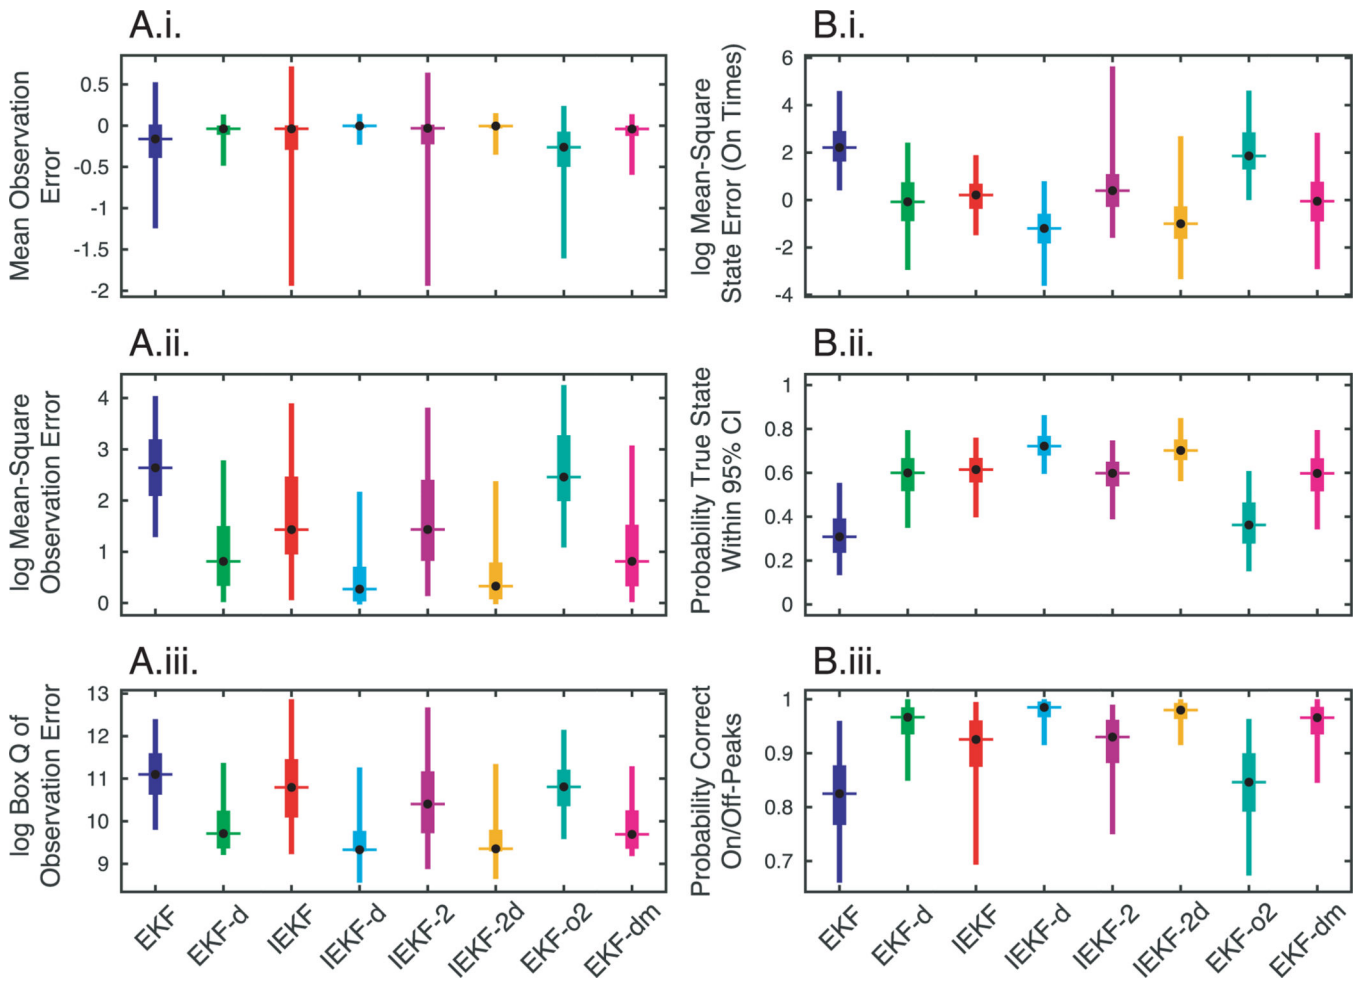 A.i.
Mean Observation
Error
0.5
0
-0.5
-1
-1.5
-2
B.i.
log Mean-Square
State Error (On Times)
6
4
2
0
-2
-4
A.ii.
log Mean-Square
Observation Error
4
3
2
1
0
B.ii.
Probability True State
Within 95% CI
1
0.8
0.6
0.4
0.2
0
A.iii.
log Box Q of
Observation Error
13
12
11
10
9
EKF
EKF-d
IEKF
IEKF-d
IEKF-2
IEKF-2d
EKF-o2
EKF-dm
B.iii.
Probability Correct
On/Off-Peaks
1
0.9
0.8
0.7
EKF
EKF-d
IEKF
IEKF-d
IEKF-2
IEKF-2d
EKF-o2
EKF-dm